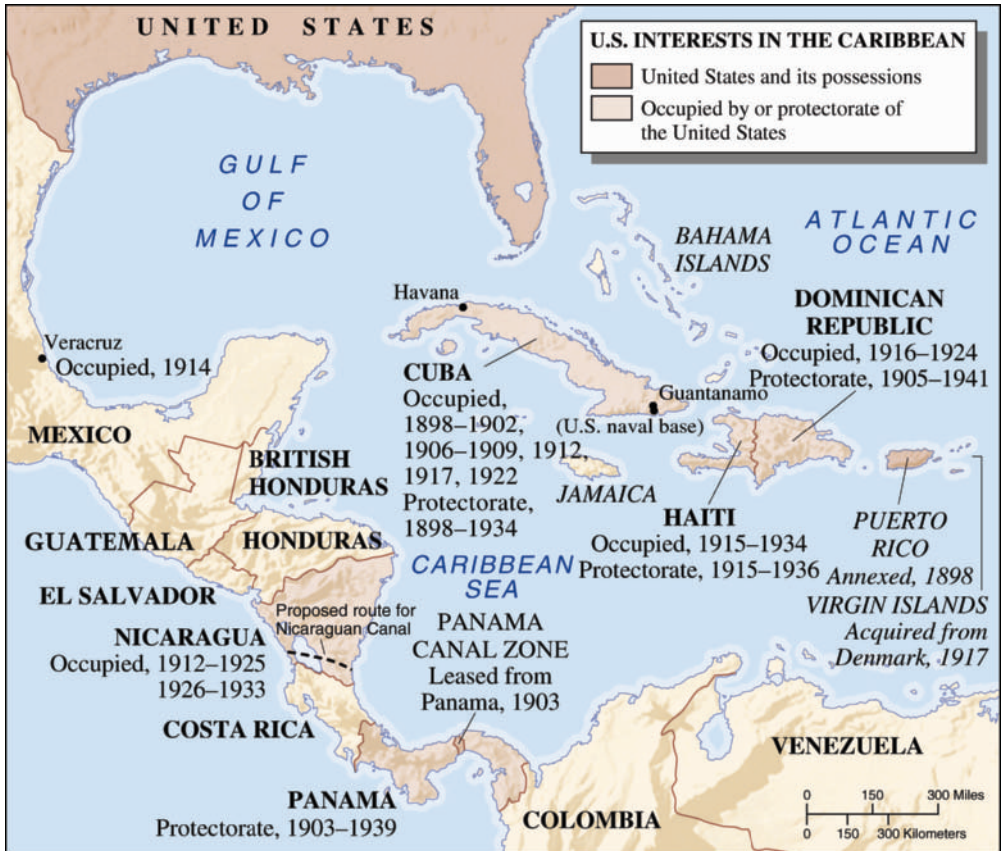 UNITED STATES
U.S. INTERESTS IN THE CARIBBEAN
United States and its possessions
Occupied by or protectorate of
the United States
GULF
OF
MEXICO
ATLANTIC
OCEAN
BAHAMA
ISLANDS
Havana
DOMINICAN
REPUBLIC
Occupied, 1916–1924
Protectorate, 1905–1941
Veracruz
Occupied, 1914
CUBA
Occupied,
1898–1902,
1906–1909, 1912,
1917, 1922
Protectorate,
1898–1934
Guantanamo
(U.S. naval base)
MEXICO
BRITISH
HONDURAS
JAMAICA
HAITI
Occupied, 1915–1934
Protectorate, 1915–1936
PUERTO
RICO
Annexed, 1898
VIRGIN ISLANDS
Acquired from
Denmark, 1917
GUATEMALA
HONDURAS
CARIBBEAN
SEA
EL SALVADOR
Proposed route for
Nicaraguan Canal
NICARAGUA
Occupied, 1912–1925
1926–1933
PANAMA
CANAL ZONE
Leased from
Panama, 1903
COSTA RICA
VENEZUELA
PANAMA
Protectorate, 1903–1939
COLOMBIA
0 150 300 Miles
0 150 300 Kilometers